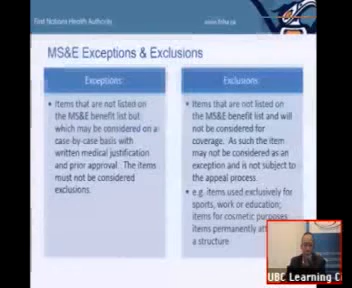 First Nations Health Authority
www.fnha.ca
MS&E Exceptions & Exclusions
Exceptions:
• Items that are not listed on
the MS&E benefit list but
which may be considered on a
case-by-case basis with
written medical justification
and prior approval. The items
must not be considered
exclusions.
Exclusions:
• Items that are not listed on
the MS&E benefit list and will
not be considered for
coverage. As such the item
may not be considered as an
exception and is not subject to
the appeal process.
• e.g. items used exclusively for
sports, work or education;
items for cosmetic purposes
items permanently
a structure
UBC Learning C